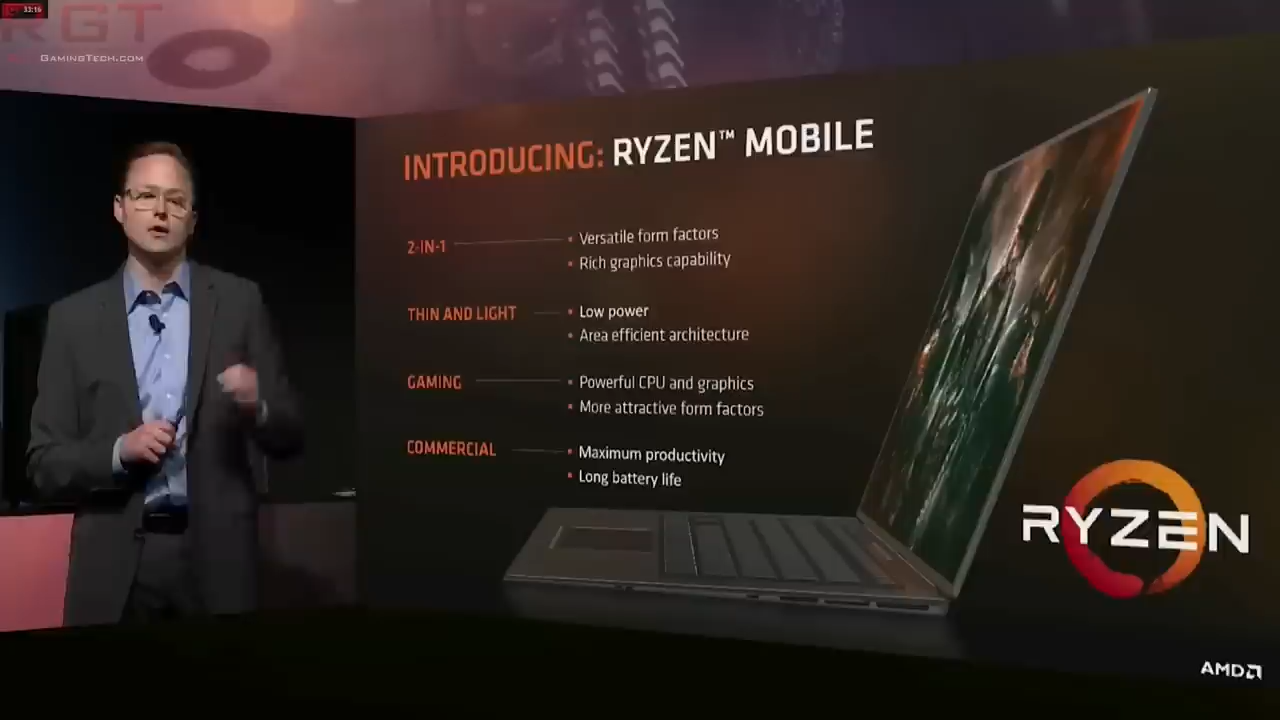 33:16
RGT
GAMINGTECH.COM
INTRODUCING: RYZEN™ MOBILE
2-IN-1
▪ Versatile form factors
▪ Rich graphics capability
THIN AND LIGHT
▪ Low power
▪ Area efficient architecture
GAMING
▪ Powerful CPU and graphics
▪ More attractive form factors
COMMERCIAL
▪ Maximum productivity
▪ Long battery life
RYZEN
AMD